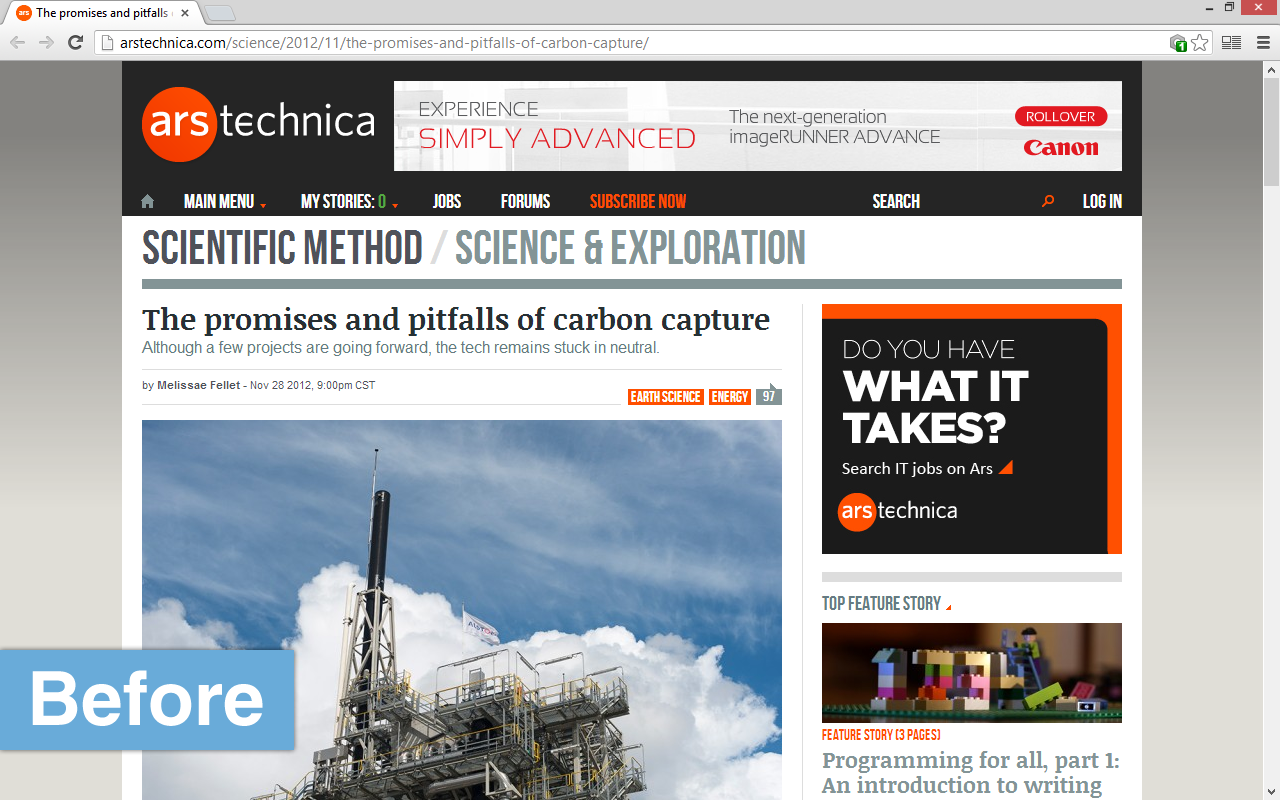 The promises and pitfalls
arstechnica.com/science/2012/11/the-promises-and-pitfalls-of-carbon-capture/
1
ars technica
EXPERIENCE
SIMPLY ADVANCED
The next-generation
imageRUNNER ADVANCE
ROLLOVER
Canon
MAIN MENU
MY STORIES: 0
JOBS
FORUMS
SUBSCRIBE NOW
SEARCH
LOG IN
SCIENTIFIC METHOD / SCIENCE & EXPLORATION
The promises and pitfalls of carbon capture
Although a few projects are going forward, the tech remains stuck in neutral.
by Melissae Fellet - Nov 28 2012, 9:00pm CST
EARTH SCIENCE
ENERGY
97
DO YOU HAVE
WHAT IT
TAKES?
Search IT jobs on Ars
ars technica
TOP FEATURE STORY
FEATURE STORY (3 PAGES)
Programming for all, part 1:
An introduction to writing
Before